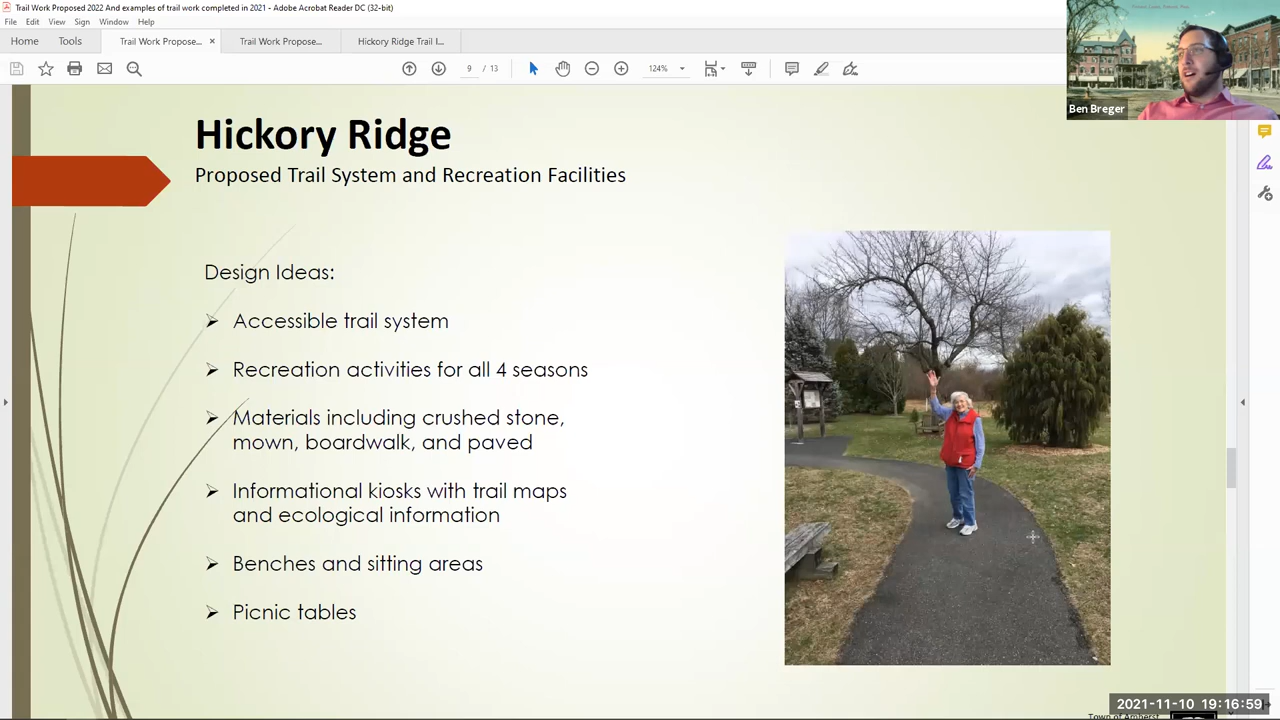 Trail Work Proposed 2022 And examples of trail work completed in 2021 - Adobe Acrobat Reader DC (32-bit)
File Edit View Sign Window Help
Home Tools Trail Work Propose... × Trail Work Propose... Hickory Ridge Trail I...
9 / 13 124%
Ben Breger
Hickory Ridge
Proposed Trail System and Recreation Facilities
Design Ideas:
Accessible trail system
Recreation activities for all 4 seasons
Materials including crushed stone,
mown, boardwalk, and paved
Informational kiosks with trail maps
and ecological information
Benches and sitting areas
Picnic tables
2021-11-10 19:16:59
Town of Amherst